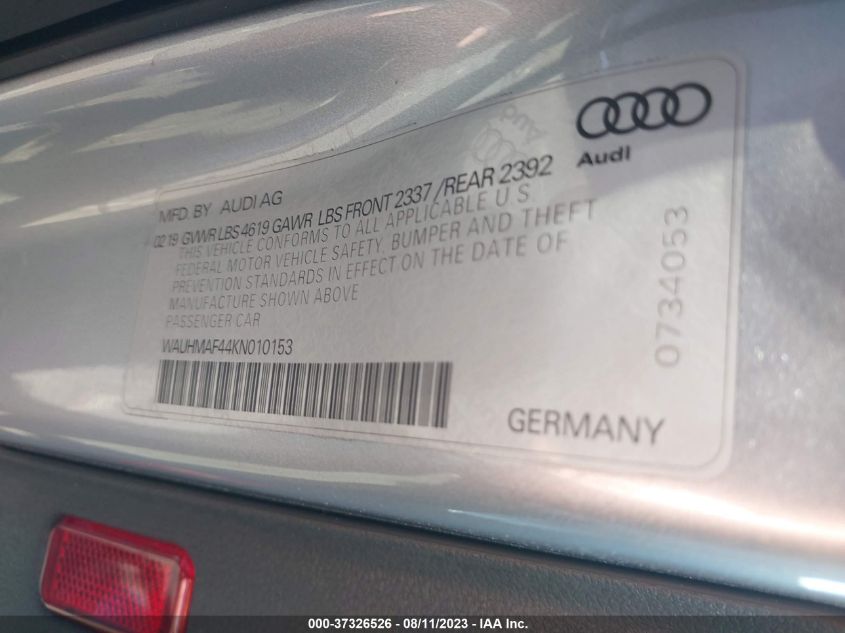 Audi
MFD. BY AUDI AG
0219 GVWR LBS 4619 GAWR LBS FRONT 2337 / REAR 2392
THIS VEHICLE CONFORMS TO ALL APPLICABLE U S
FEDERAL MOTOR VEHICLE SAFETY, BUMPER AND THEFT
PREVENTION STANDARDS IN EFFECT ON THE DATE OF
MANUFACTURE SHOWN ABOVE
PASSENGER CAR
WAUHMAF44KN010153
GERMANY
0734053
000-37326526 - 08/11/2023 - IAA Inc.